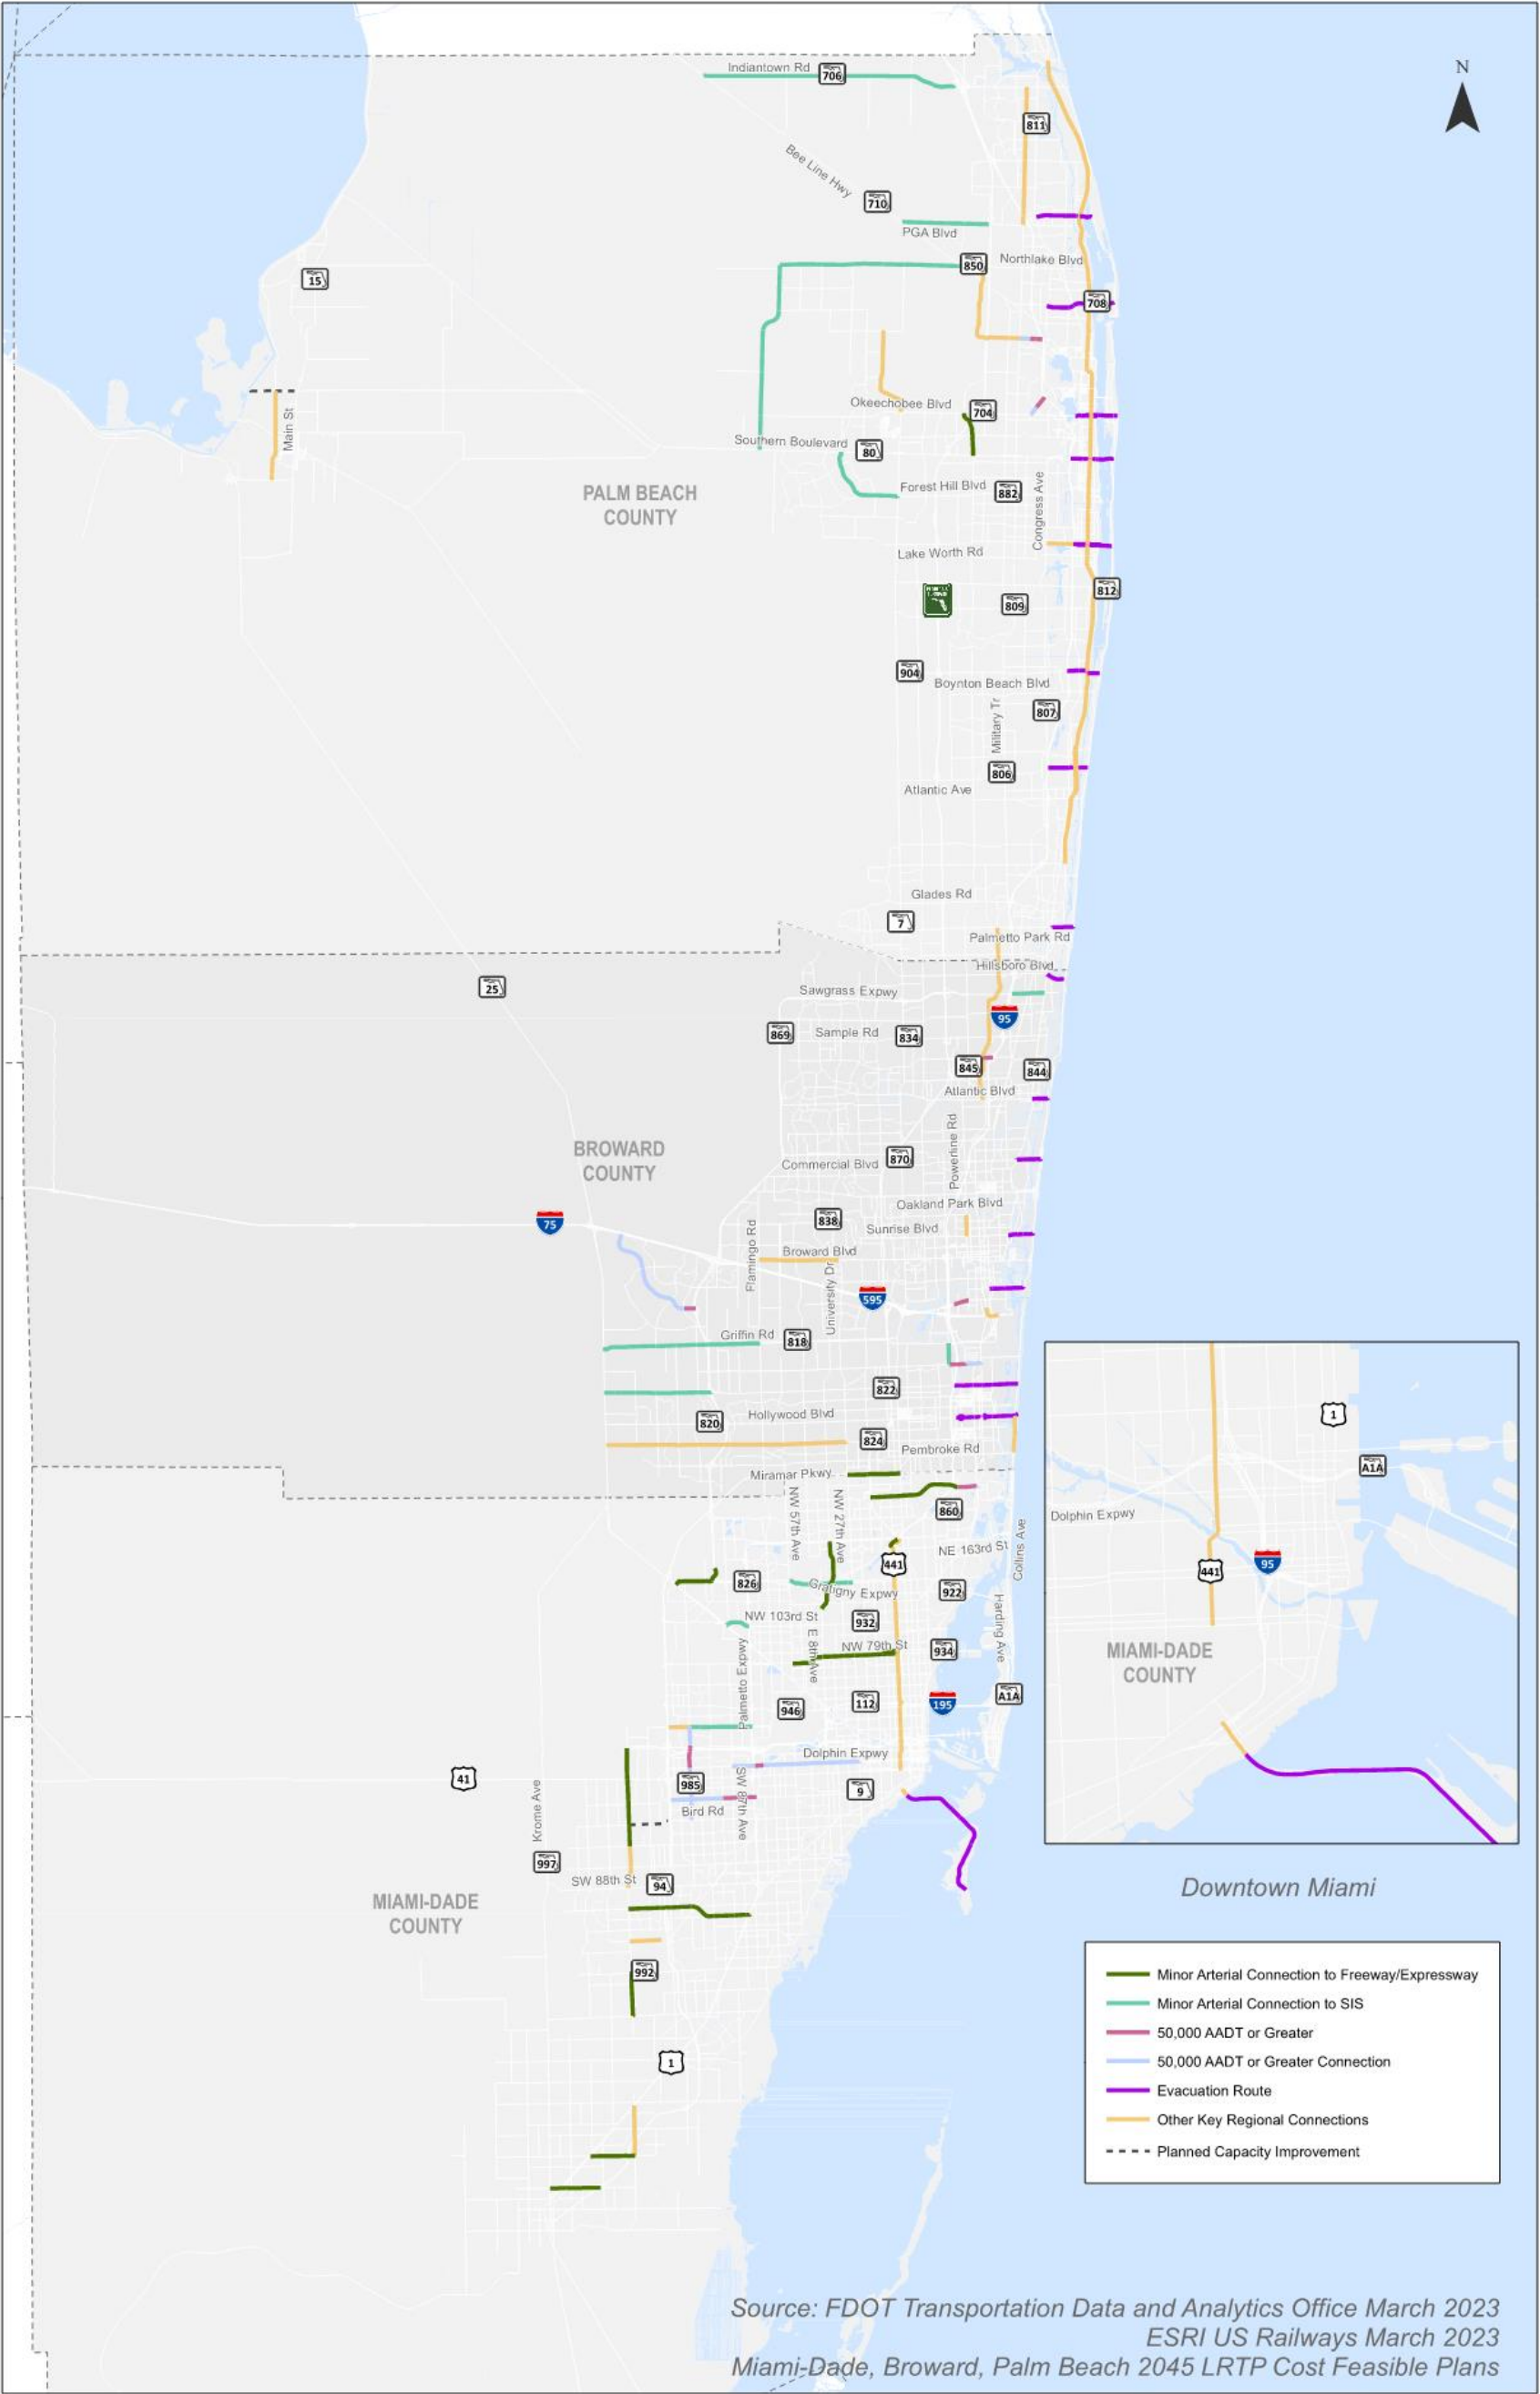 Indiantown Rd
706
N
811
Bee Line Hwy
710
PGA Blvd
850
Northlake Blvd
15
708
Okeechobee Blvd
704
Main St
Southern Boulevard
80
PALM BEACH
COUNTY
Forest Hill Blvd
882
Congress Ave
Lake Worth Rd
809
812
904
Boynton Beach Blvd
807
Military Tr
806
Atlantic Ave
Glades Rd
7
Palmetto Park Rd
Hillsboro Blvd
25
Sawgrass Expwy
95
869
Sample Rd
834
845
844
Atlantic Blvd
BROWARD
COUNTY
Powerline Rd
Commercial Blvd
870
Oakland Park Blvd
75
838
Sunrise Blvd
Flamingo Rd
Broward Blvd
University Dr
595
Griffin Rd
818
822
820
Hollywood Blvd
824
Pembroke Rd
Miramar Pkwy
NW 57th Ave
NW 27th Ave
860
Collins Ave
NE 163rd St
441
826
Gratigny Expwy
922
NW 103rd St
932
Harding Ave
E 8th Ave
NW 79th St
934
Palmetto Expwy
946
112
195
A1A
Dolphin Expwy
41
985
SW 87th Ave
9
Krome Ave
Bird Rd
997
SW 88th St
94
MIAMI-DADE
COUNTY
992
1
1
A1A
Dolphin Expwy
441
95
MIAMI-DADE
COUNTY
Downtown Miami
Minor Arterial Connection to Freeway/Expressway
Minor Arterial Connection to SIS
50,000 AADT or Greater
50,000 AADT or Greater Connection
Evacuation Route
Other Key Regional Connections
Planned Capacity Improvement
Source: FDOT Transportation Data and Analytics Office March 2023
ESRI US Railways March 2023
Miami-Dade, Broward, Palm Beach 2045 LRTP Cost Feasible Plans